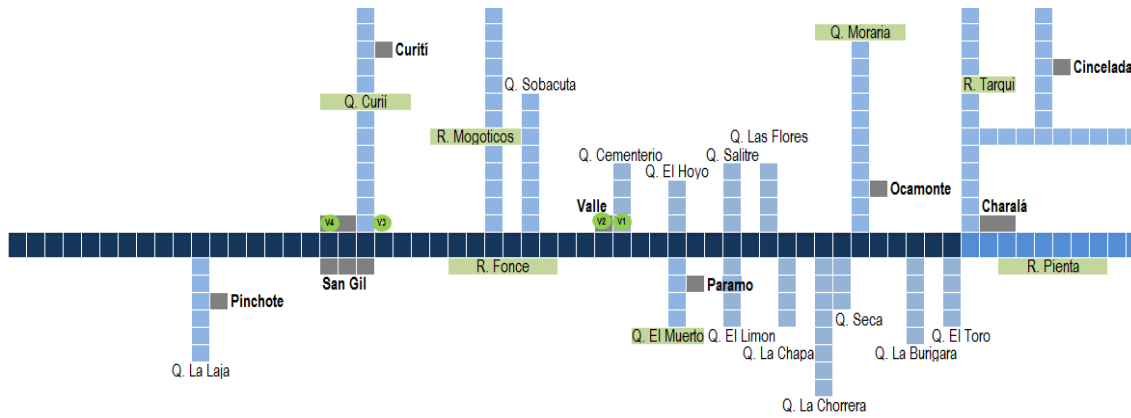 Q. Moraria
Curití
Cincelada
Q. Sobacuta
R. Tarqui
Q. Curií
R. Mogoticos
Q. Las Flores
Q. Cementerio
Q. Salitre
Q. El Hoyo
Ocamonte
Valle
Charalá
V4
V3
V2
V1
R. Fonce
R. Pienta
San Gil
Paramo
Pinchote
Q. Seca
Q. El Muerto
Q. El Limon
Q. El Toro
Q. La Chapa
Q. La Burigara
Q. La Laja
Q. La Chorrera